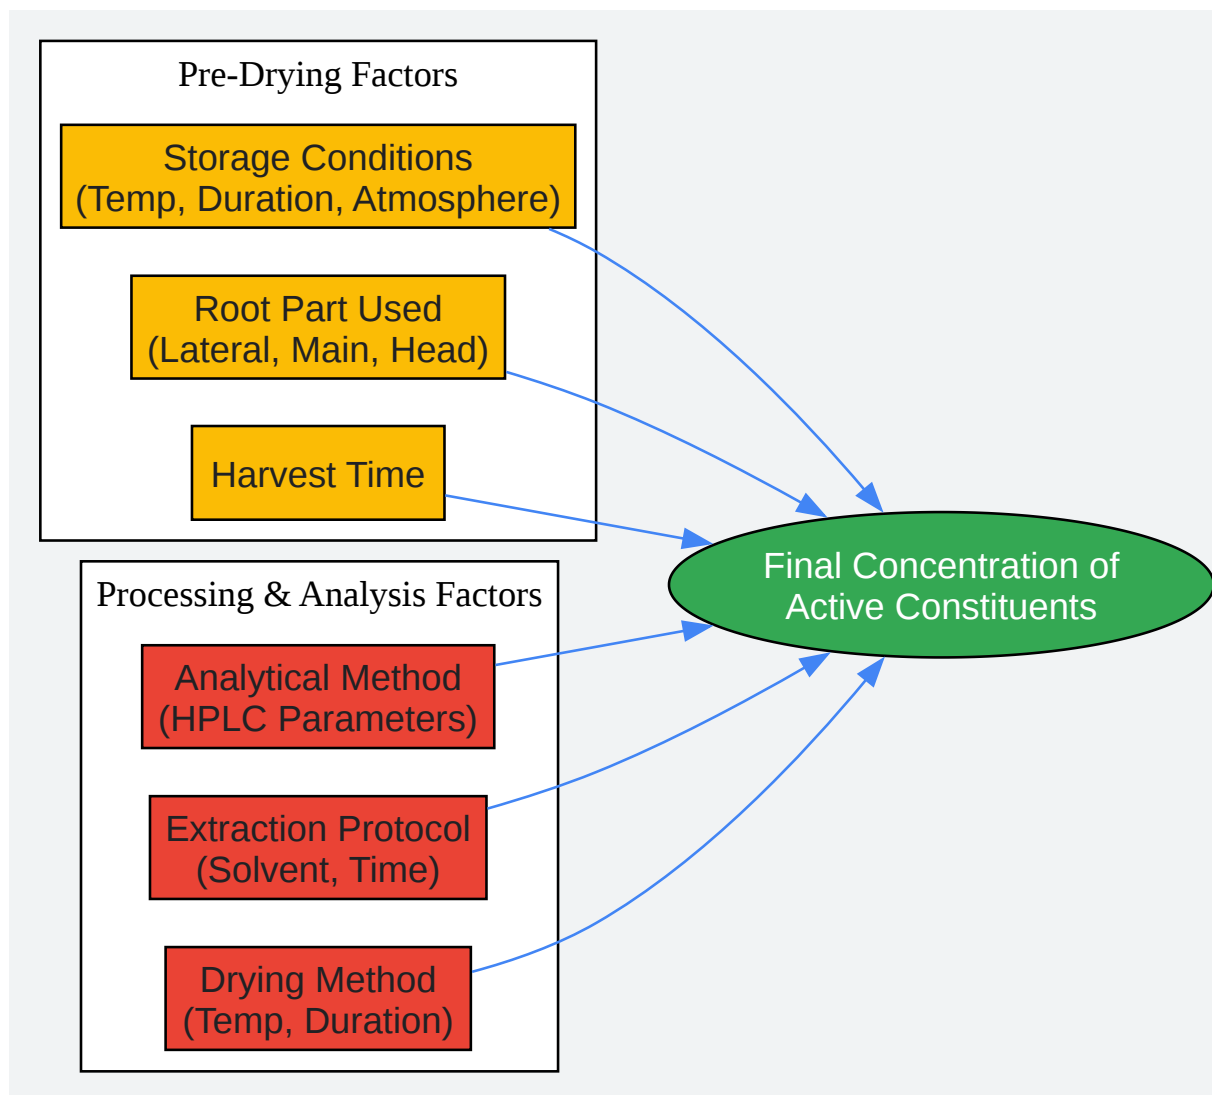 Pre-Drying Factors
Storage Conditions
(Temp, Duration, Atmosphere)
Root Part Used
(Lateral, Main, Head)
Harvest Time
Final Concentration of
Active Constituents
Processing & Analysis Factors
Analytical Method
(HPLC Parameters)
Extraction Protocol
(Solvent, Time)
Drying Method
(Temp, Duration)